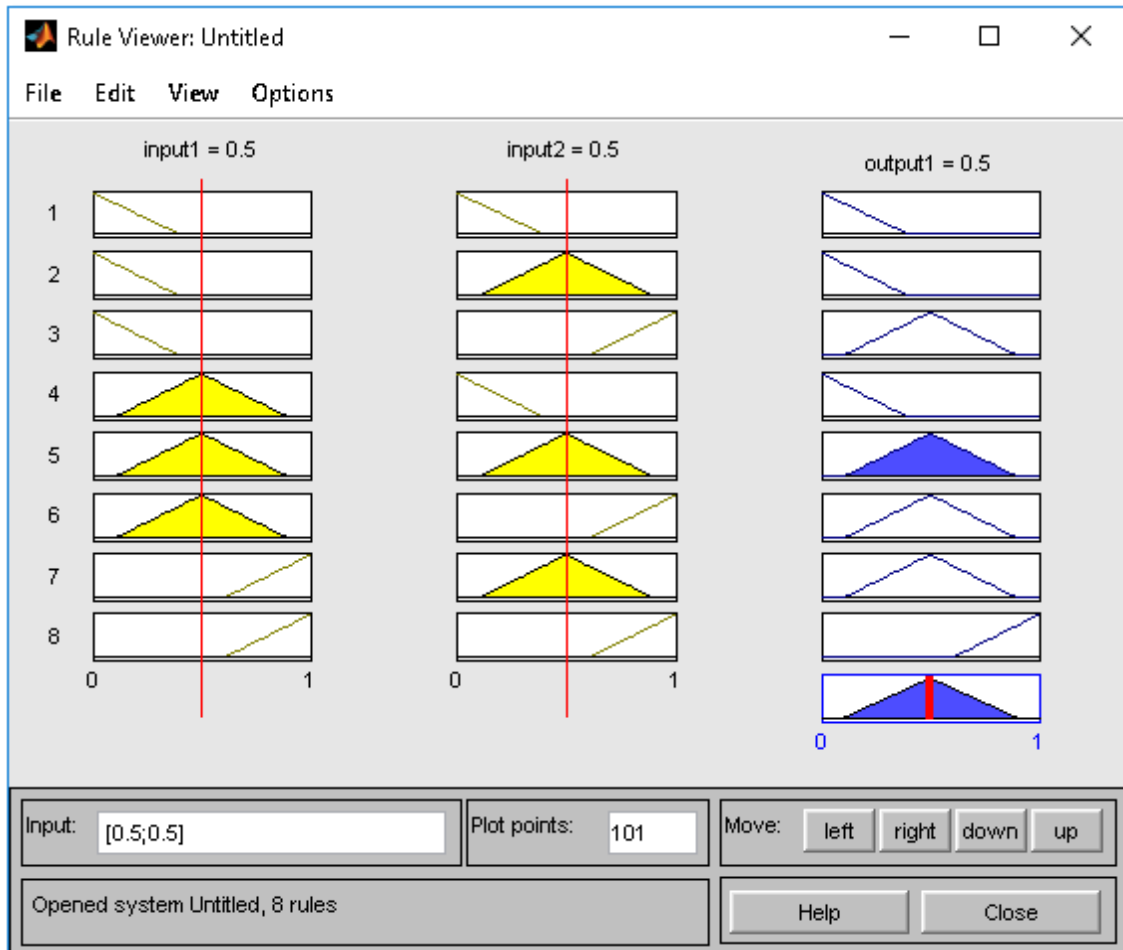 Rule Viewer: Untitled
File Edit View Options
input1 = 0.5 input2 = 0.5 output1 = 0.5
1
2
3
4
5
6
7
8
0 1 0 1
0 1
Input: [0.5;0.5] Plot points: 101 Move: left right down up
Opened system Untitled, 8 rules Help Close